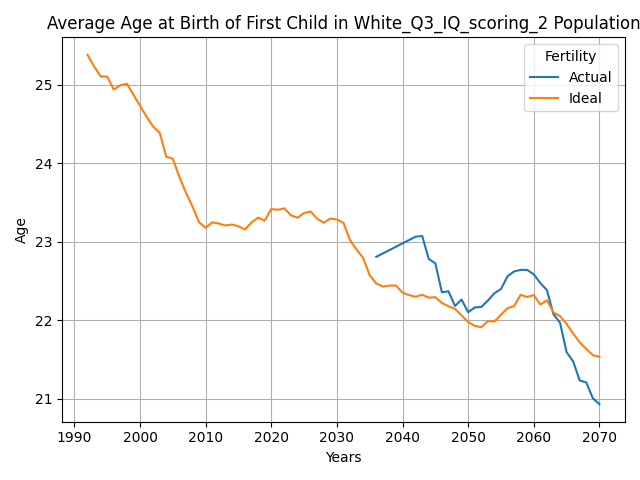 Average Age at Birth of First Child in White_Q3_IQ_scoring_2 Population
Fertility
Actual
Ideal
Age
25
24
23
22
21
1990
2000
2010
2020
2030
2040
2050
2060
2070
Years